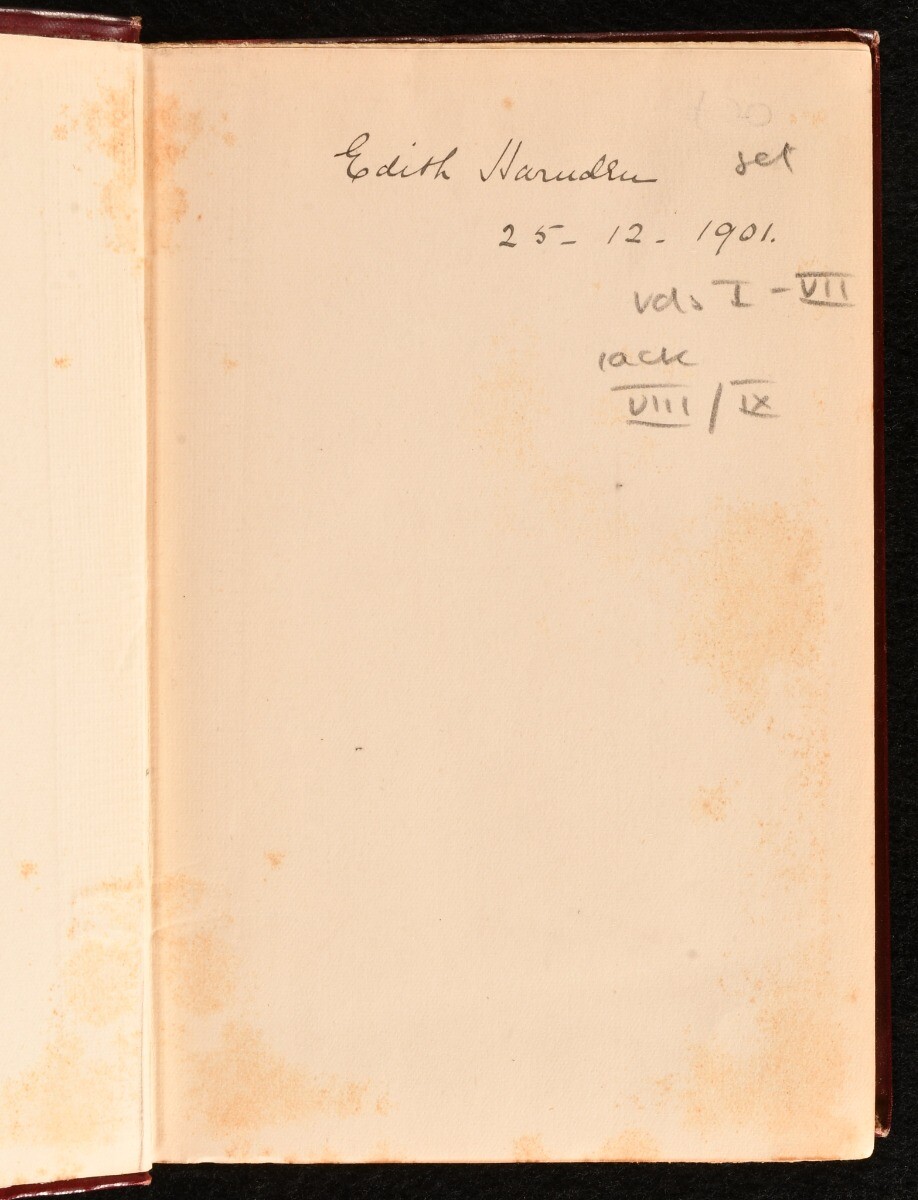 Edith Harnden set
25 - 12 - 1901.
vols I - VII
lack
VIII / IX